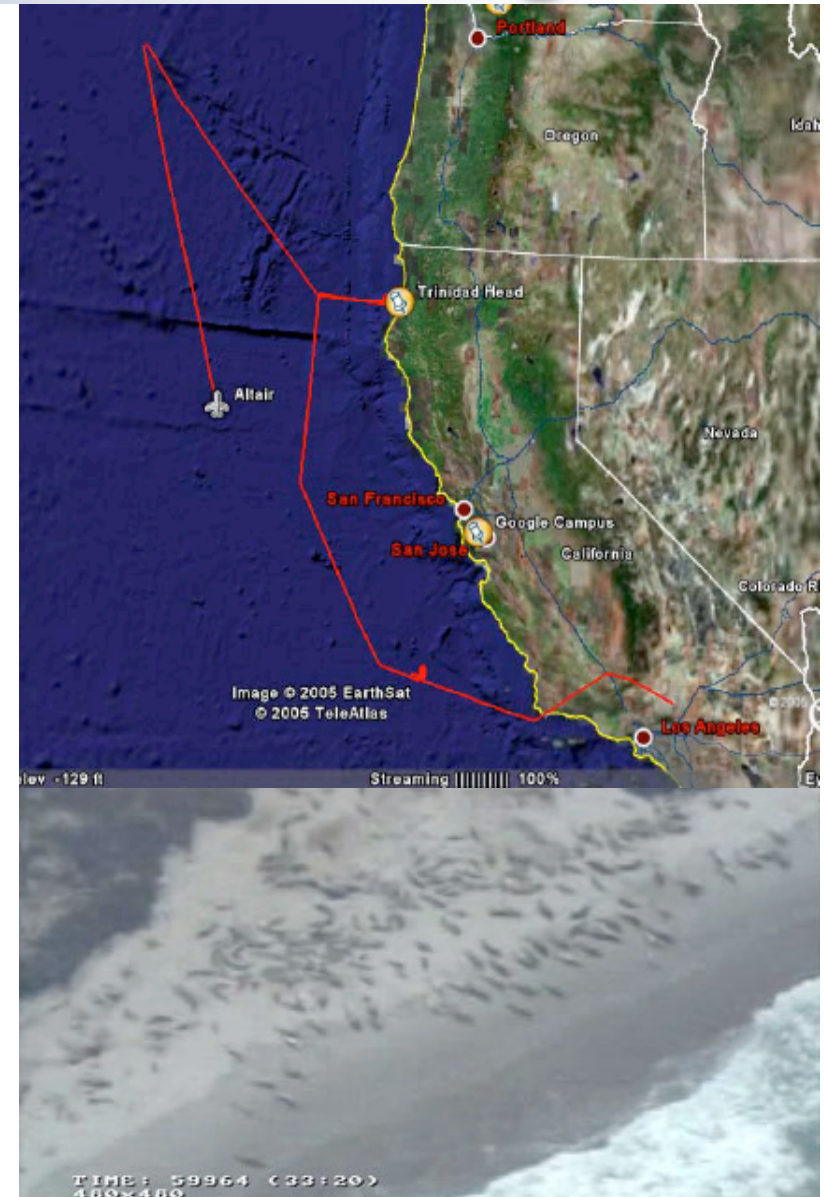 Portland
Oregon
Idah
Trinidad Head
Altair
Nevada
San Francisco
Google Campus
San Jose
California
Colorado R
Image © 2005 EarthSat
© 2005 TeleAtlas
© 2005
Los Angeles
lev -129 ft
Streaming |||||||||| 100%
Ey
TIME: 59964 (33:20)
480x480